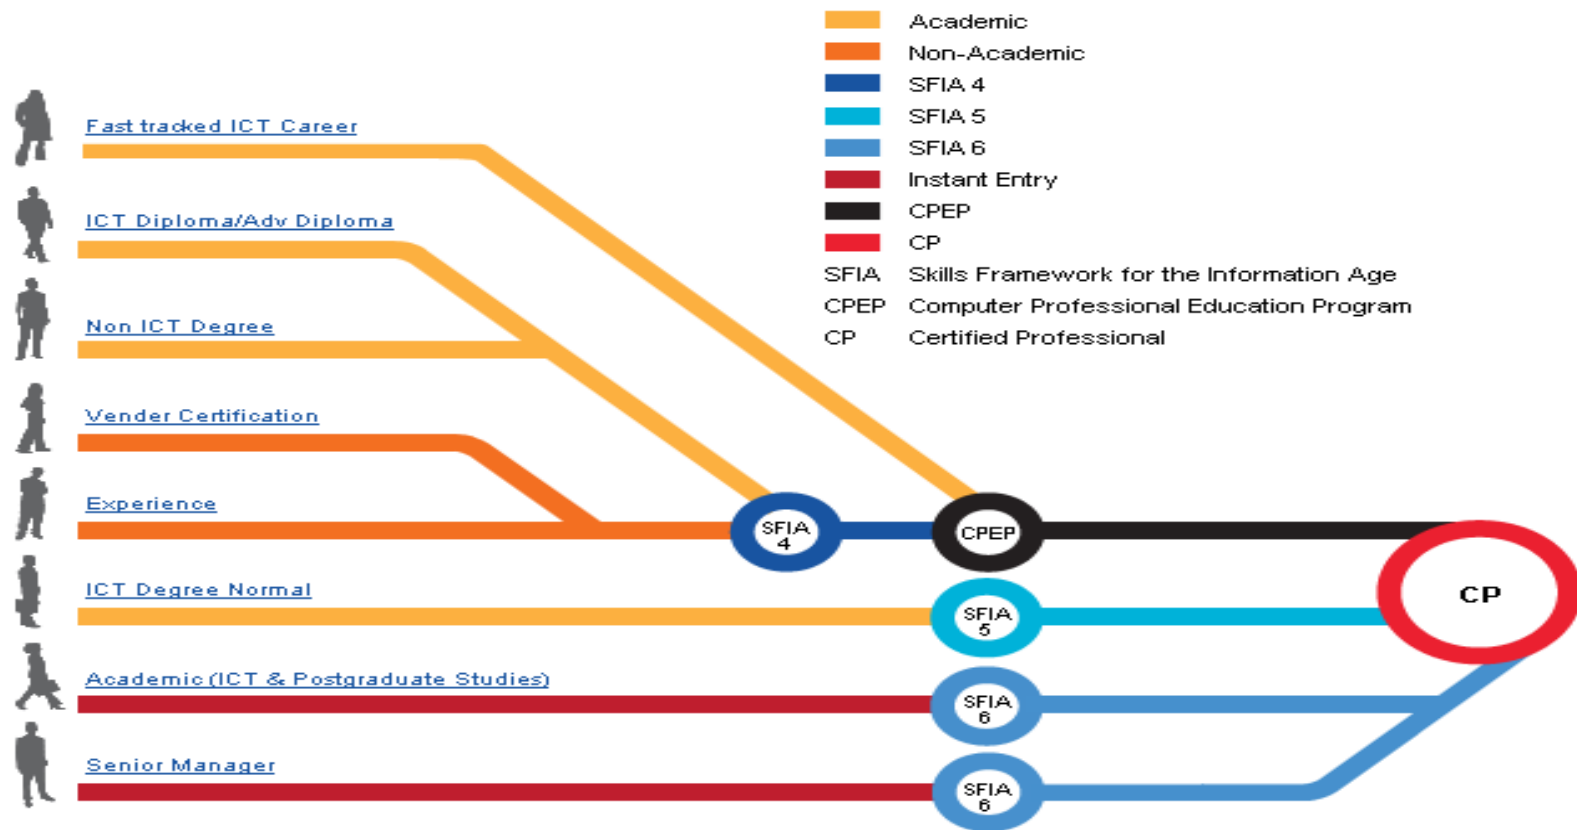 Academic
Non-Academic
SFIA 4
SFIA 5
SFIA 6
Instant Entry
CPEP
CP
SFIA Skills Framework for the Information Age
CPEP Computer Professional Education Program
CP Certified Professional
Fast tracked ICT Career
ICT Diploma/Adv Diploma
Non ICT Degree
Vender Certification
Experience
SFIA
4
CPEP
ICT Degree Normal
SFIA
5
CP
Academic (ICT & Postgraduate Studies)
SFIA
6
Senior Manager
SFIA
6